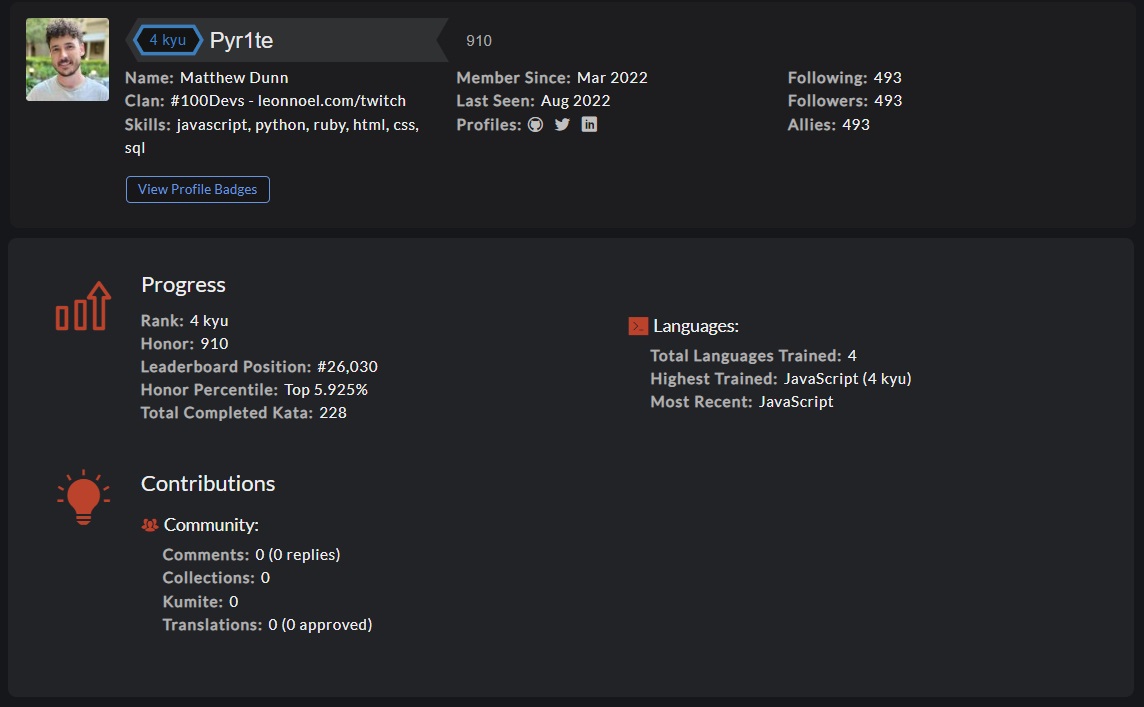 4 kyu Pyr1te 910
Name: Matthew Dunn
Clan: #100Devs - leonnoel.com/twitch
Skills: javascript, python, ruby, html, css,
sql
View Profile Badges
Member Since: Mar 2022
Last Seen: Aug 2022
Profiles:
Following: 493
Followers: 493
Allies: 493
Progress
Rank: 4 kyu
Honor: 910
Leaderboard Position: #26,030
Honor Percentile: Top 5.925%
Total Completed Kata: 228
Languages:
Total Languages Trained: 4
Highest Trained: JavaScript (4 kyu)
Most Recent: JavaScript
Contributions
Community:
Comments: 0 (0 replies)
Collections: 0
Kumite: 0
Translations: 0 (0 approved)